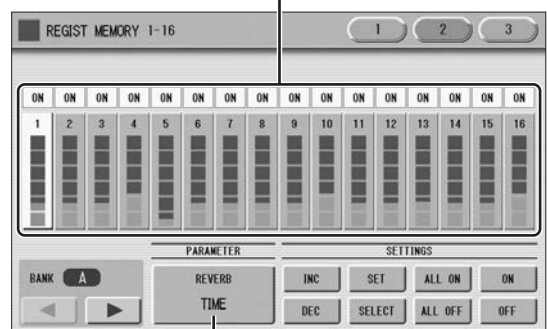 REGIST MEMORY 1-16 1 2 3
ON ON ON ON ON ON ON ON ON ON ON ON ON ON ON ON
1 2 3 4 5 6 7 8 9 10 11 12 13 14 15 16
PARAMETER SETTINGS
BANK A REVERB INC SET ALL ON ON
TIME DEC SELECT ALL OFF OFF